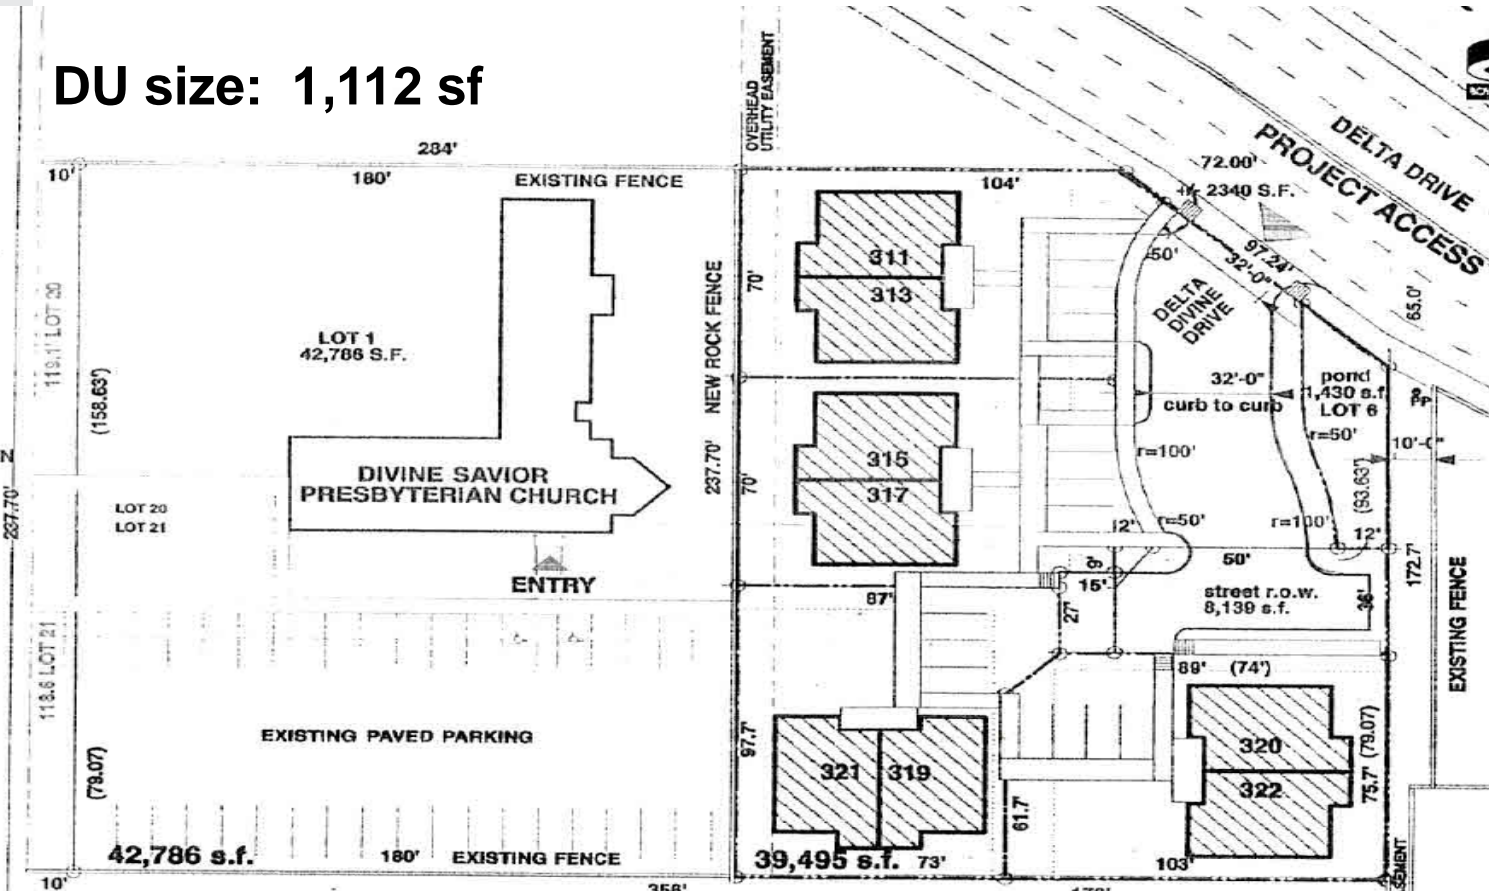 DU size: 1,112 sf
OVERHEAD
UTILITY EASEMENT
284'
10'
180'
EXISTING FENCE
104'
72.00'
+/- 2340 S.F.
DELTA DRIVE
PROJECT ACCESS
97.24'
32'-0"
50'
DELTA
DIVINE
DRIVE
65.0'
311
313
70'
NEW ROCK FENCE
119.1' LOT 20
LOT 1
42,786 S.F.
(158.63')
32'-0"
curb to curb
pond
1,430 s.f.
LOT 6
PP
r=50'
10'-0"
r=100'
(93.63')
315
317
70'
237.70'
DIVINE SAVIOR
PRESBYTERIAN CHURCH
N
237.70'
LOT 20
LOT 21
r=50'
r=100'
12'
12'
50'
172.7'
EXISTING FENCE
ENTRY
87'
9'
15'
27'
street r.o.w.
8,139 s.f.
36'
118.6 LOT 21
89'
(74')
EXISTING PAVED PARKING
(79.07)
97.7'
321
319
320
322
75.7'
(79.07)
61.7'
42,786 s.f.
180'
EXISTING FENCE
39,495 s.f.
73'
103'
SEMENT
10'
358'